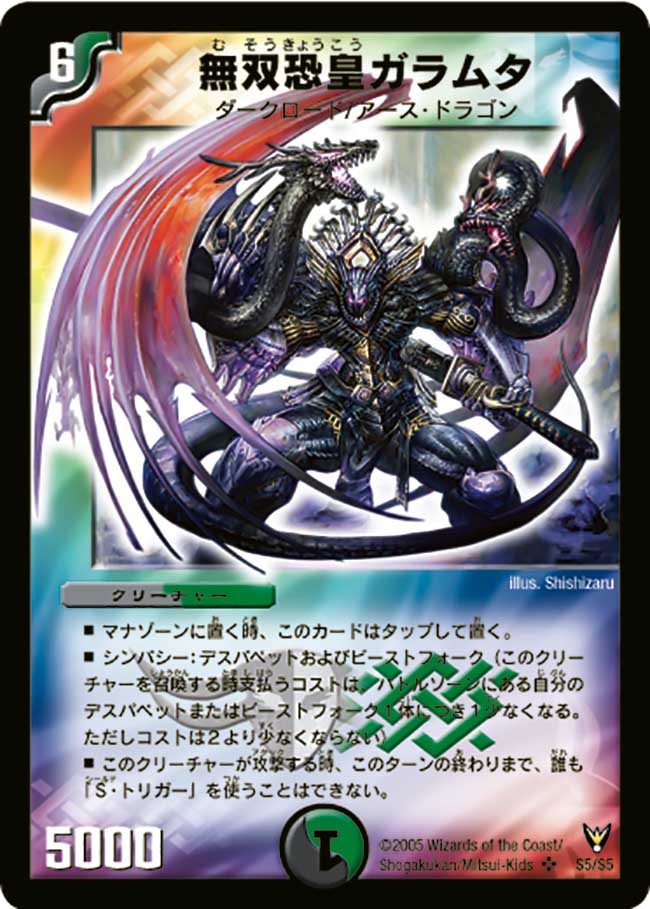 6
むそうきょうこう
無双恐皇ガラムタ
ダークロード/アース・ドラゴン
illus. Shishizaru
クリーチャー
■ マナゾーンに置く時、このカードはタップして置く。
■ シンパシー:デスパペットおよびビーストフォーク(このクリー
チャーを召喚する時支払うコストは、バトルゾーンにある自分の
デスパペットまたはビーストフォーク1体につき1少なくなる。
ただしコストは2より少なくならない)
■ このクリーチャーが攻撃する時、このターンの終わりまで、誰も
「S・トリガー」を使うことはできない。
5000
1
©2005 Wizards of the Coast/
Shogakukan/Mitsui-Kids
S5/S5